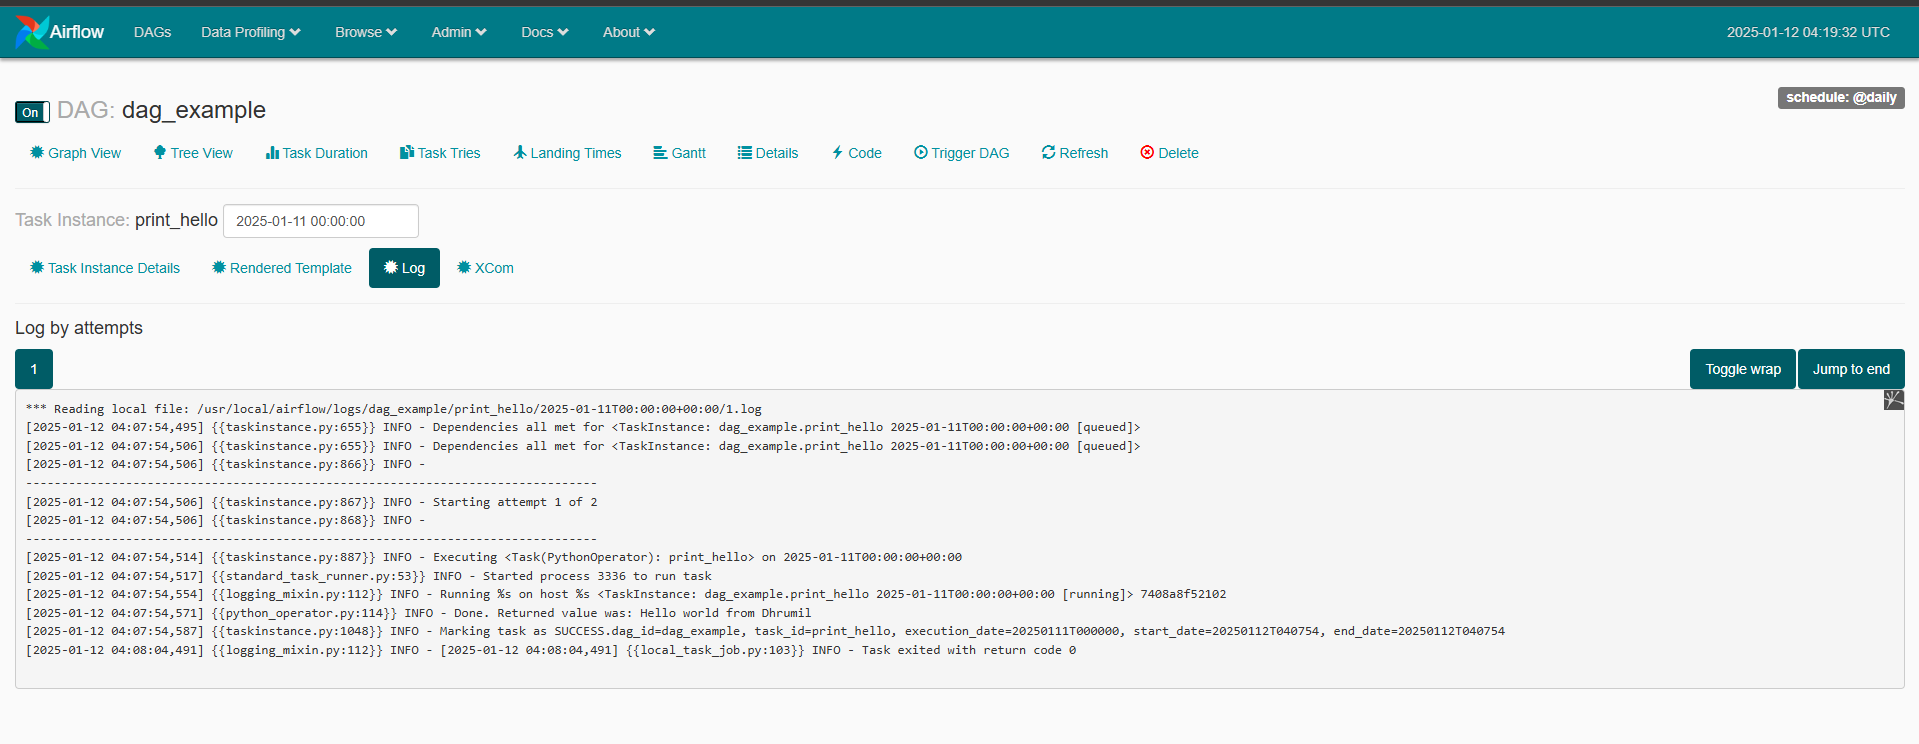 Airflow DAGs Data Profiling Browse Admin Docs About 2025-01-12 04:19:32 UTC
schedule: @daily
On DAG: dag_example
Graph View Tree View Task Duration Task Tries Landing Times Gantt Details Code Trigger DAG Refresh Delete
Task Instance: print_hello 2025-01-11 00:00:00
Task Instance Details Rendered Template Log XCom
Log by attempts
1 Toggle wrap Jump to end
*** Reading local file: /usr/local/airflow/logs/dag_example/print_hello/2025-01-11T00:00:00+00:00/1.log
[2025-01-12 04:07:54,495] {{taskinstance.py:655}} INFO - Dependencies all met for <TaskInstance: dag_example.print_hello 2025-01-11T00:00:00+00:00 [queued]>
[2025-01-12 04:07:54,506] {{taskinstance.py:655}} INFO - Dependencies all met for <TaskInstance: dag_example.print_hello 2025-01-11T00:00:00+00:00 [queued]>
[2025-01-12 04:07:54,506] {{taskinstance.py:866}} INFO -
--------------------------------------------------------------------------------
[2025-01-12 04:07:54,506] {{taskinstance.py:867}} INFO - Starting attempt 1 of 2
[2025-01-12 04:07:54,506] {{taskinstance.py:868}} INFO -
--------------------------------------------------------------------------------
[2025-01-12 04:07:54,514] {{taskinstance.py:887}} INFO - Executing <Task(PythonOperator): print_hello> on 2025-01-11T00:00:00+00:00
[2025-01-12 04:07:54,517] {{standard_task_runner.py:53}} INFO - Started process 3336 to run task
[2025-01-12 04:07:54,554] {{logging_mixin.py:112}} INFO - Running %s on host %s <TaskInstance: dag_example.print_hello 2025-01-11T00:00:00+00:00 [running]> 7408a8f52102
[2025-01-12 04:07:54,571] {{python_operator.py:114}} INFO - Done. Returned value was: Hello world from Dhrumil
[2025-01-12 04:07:54,587] {{taskinstance.py:1048}} INFO - Marking task as SUCCESS.dag_id=dag_example, task_id=print_hello, execution_date=20250111T000000, start_date=20250112T040754, end_date=20250112T040754
[2025-01-12 04:08:04,491] {{logging_mixin.py:112}} INFO - [2025-01-12 04:08:04,491] {{local_task_job.py:103}} INFO - Task exited with return code 0